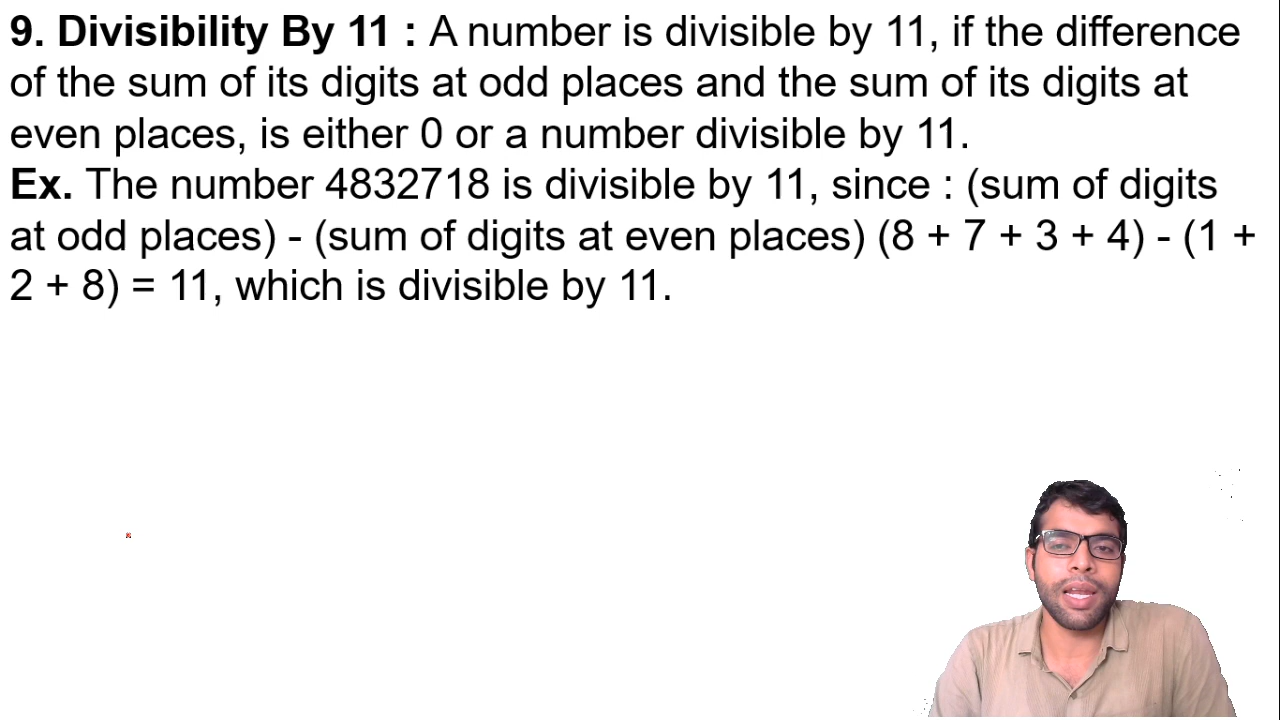 9. Divisibility By 11 : A number is divisible by 11, if the difference
of the sum of its digits at odd places and the sum of its digits at
even places, is either 0 or a number divisible by 11.
Ex. The number 4832718 is divisible by 11, since : (sum of digits
at odd places) - (sum of digits at even places) (8 + 7 + 3 + 4) - (1 +
2 + 8) = 11, which is divisible by 11.